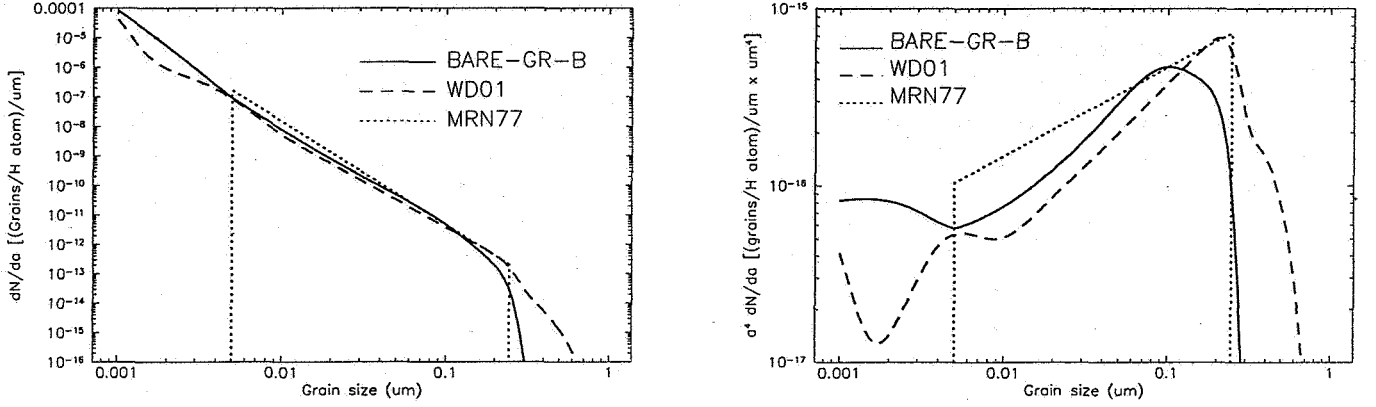 0.0001
10-5
10-6
10-7
10-8
10-9
10-10
10-11
10-12
10-13
10-14
10-15
10-16
dN/da [(Grains/H atom)/um]
BARE-GR-B
WD01
MRN77
0.001
0.01
0.1
1
Grain size (um)
10-15
10-16
10-17
a⁴ dN/da [(grains/H atom)/um x um⁴]
BARE-GR-B
WD01
MRN77
0.001
0.01
0.1
1
Grain size (um)